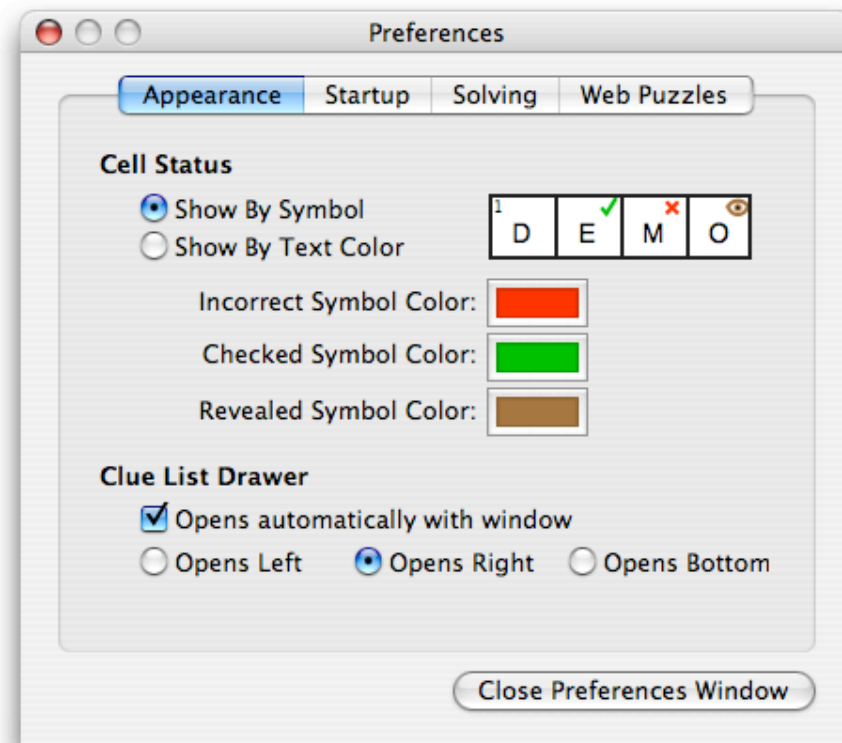 Preferences
Appearance Startup Solving Web Puzzles
Cell Status
Show By Symbol
1 D E M O
Show By Text Color
Incorrect Symbol Color:
Checked Symbol Color:
Revealed Symbol Color:
Clue List Drawer
Opens automatically with window
Opens Left Opens Right Opens Bottom
Close Preferences Window